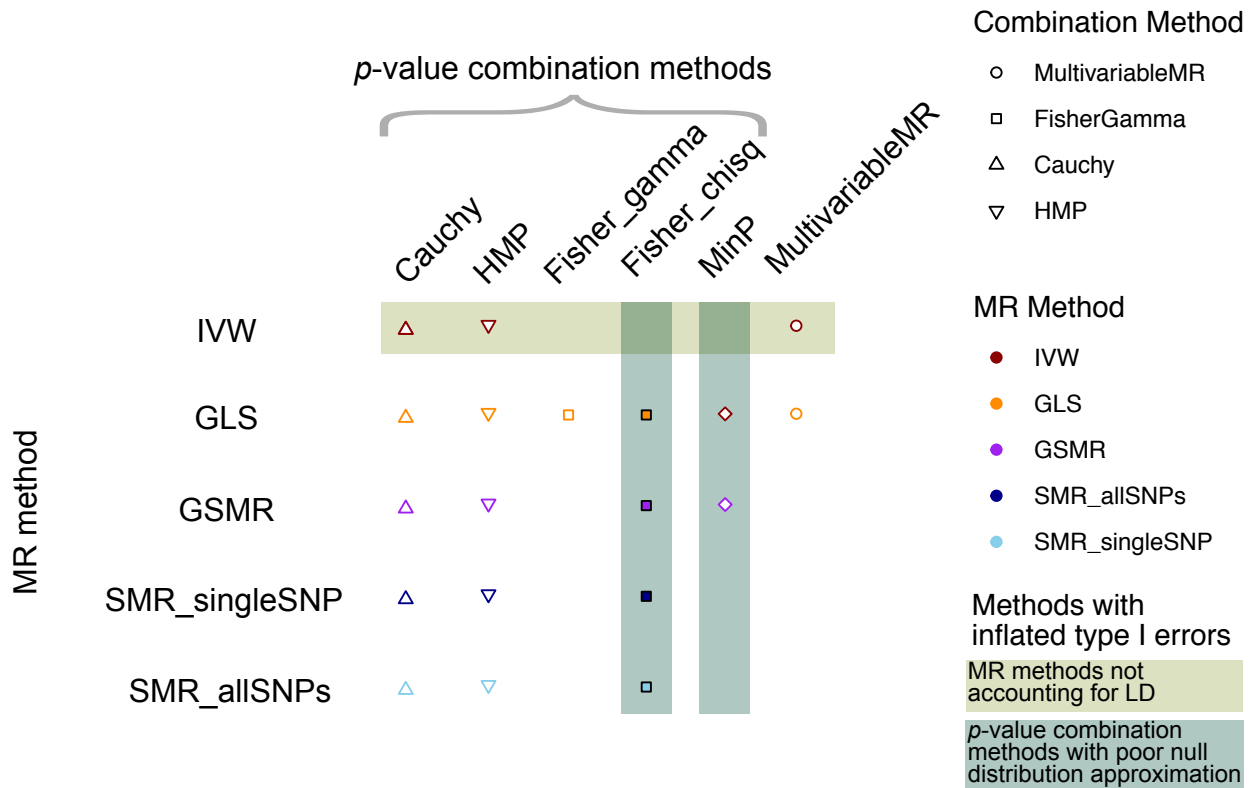 p-value combination methods
Cauchy
HMP
Fisher_gamma
Fisher_chisq
MinP
MultivariableMR
MR method
IVW
GLS
GSMR
SMR_singleSNP
SMR_allSNPs
Combination Method
MultivariableMR
FisherGamma
Cauchy
HMP
MR Method
IVW
GLS
GSMR
SMR_allSNPs
SMR_singleSNP
Methods with
inflated type I errors
MR methods not
accounting for LD
p-value combination
methods with poor null
distribution approximation